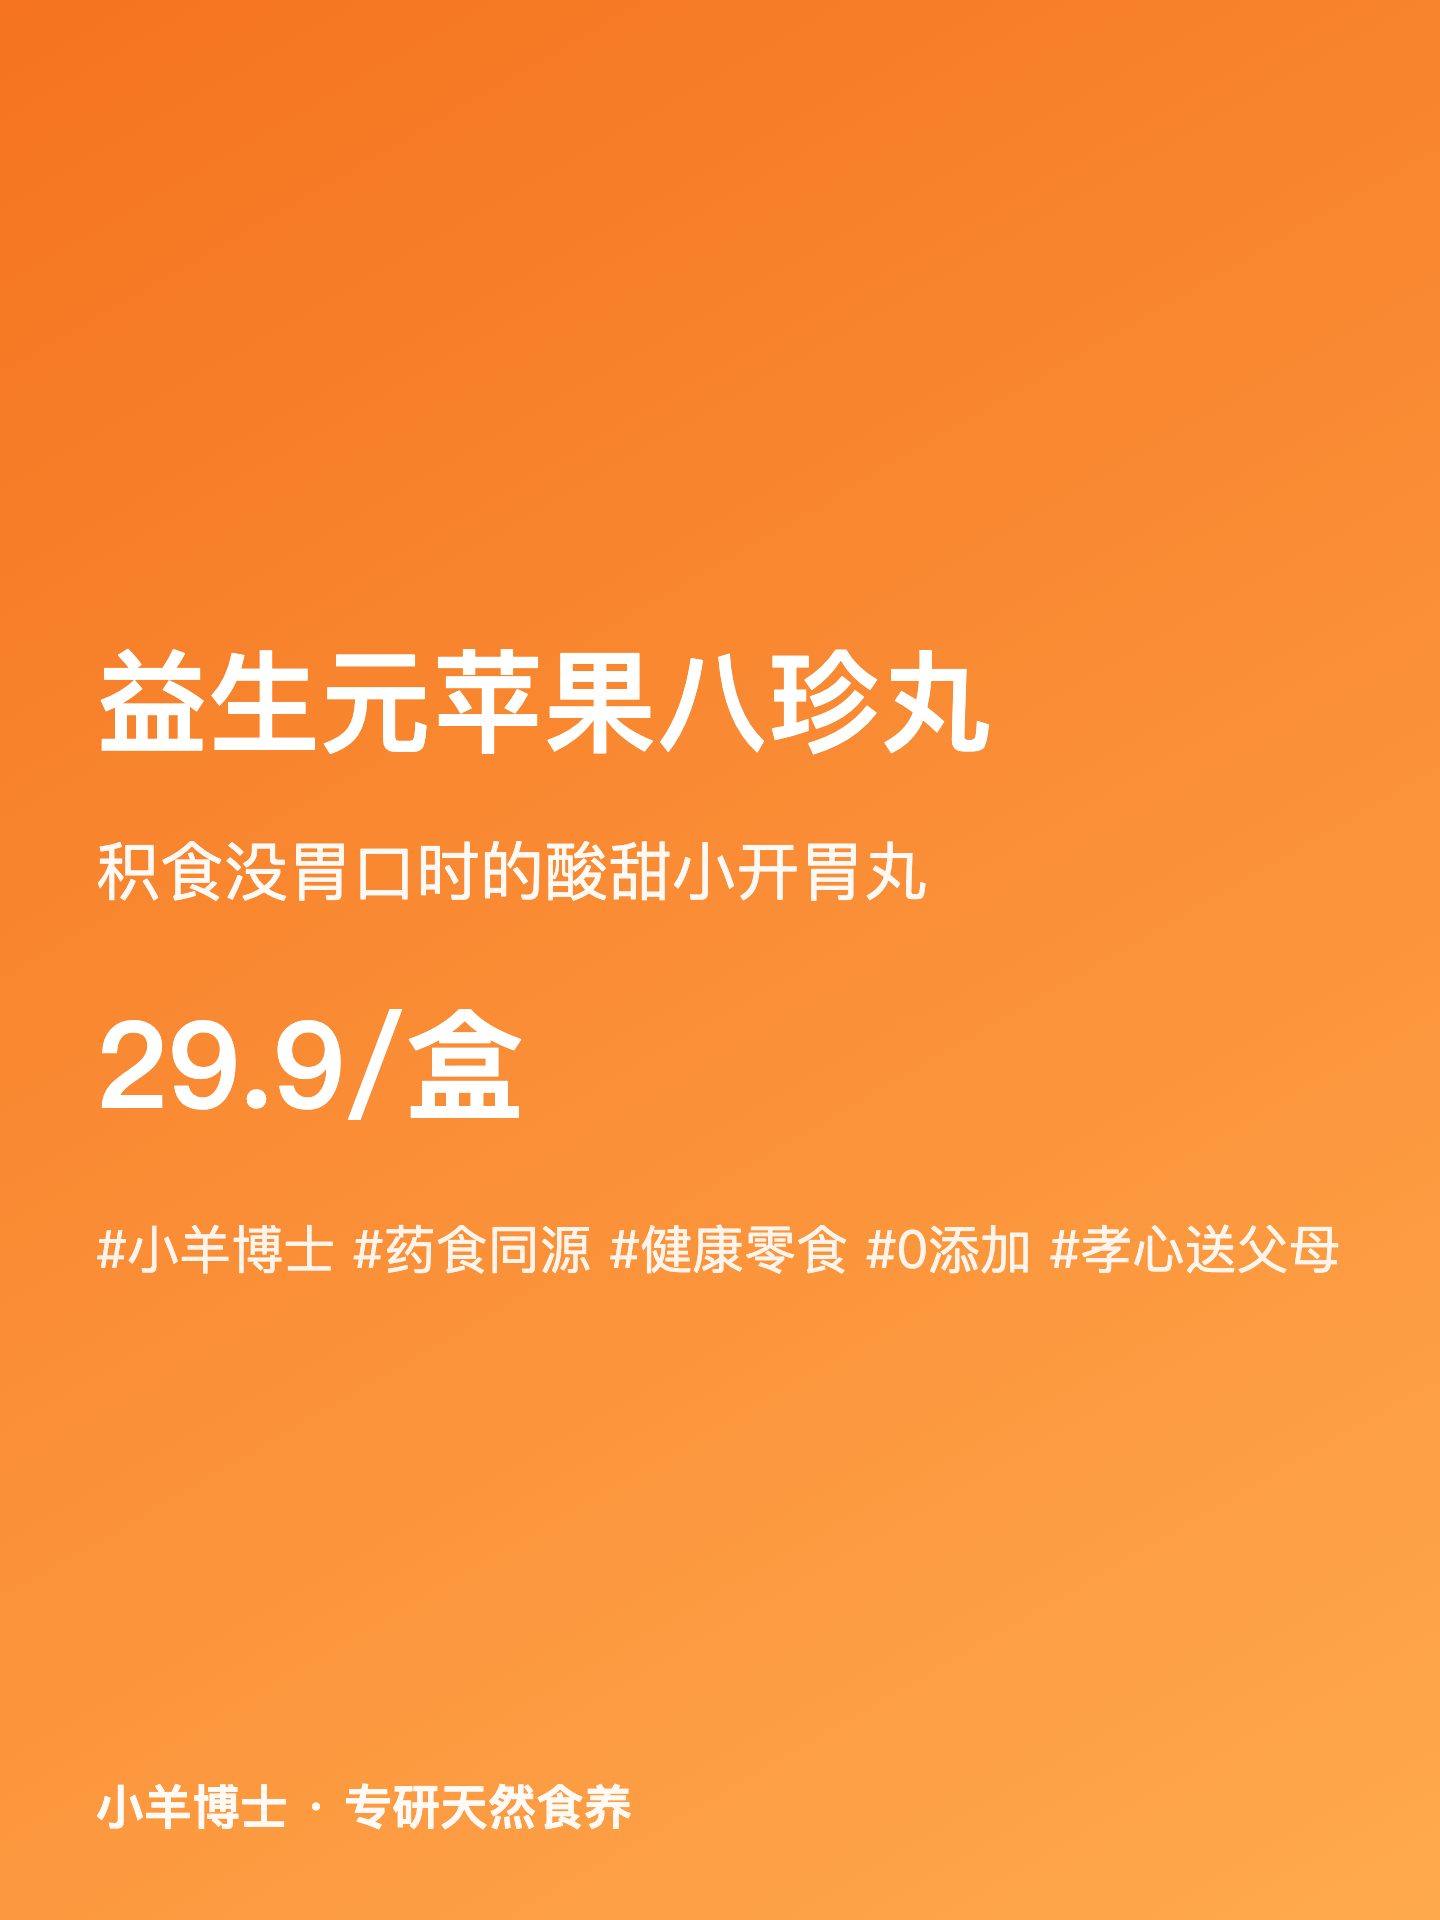 益生元苹果八珍丸
积食没胃口时的酸甜小开胃丸
29.9/盒
#小羊博士 #药食同源 #健康零食 #0添加 #孝心送父母
小羊博士 · 专研天然食养